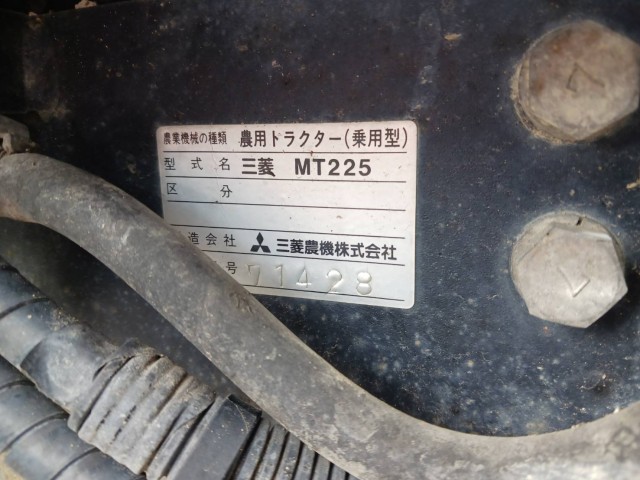 農業機械の種類 農用トラクター(乗用型)
型式名 三菱 MT225
区分
造会社 三菱農機株式会社
号 71428